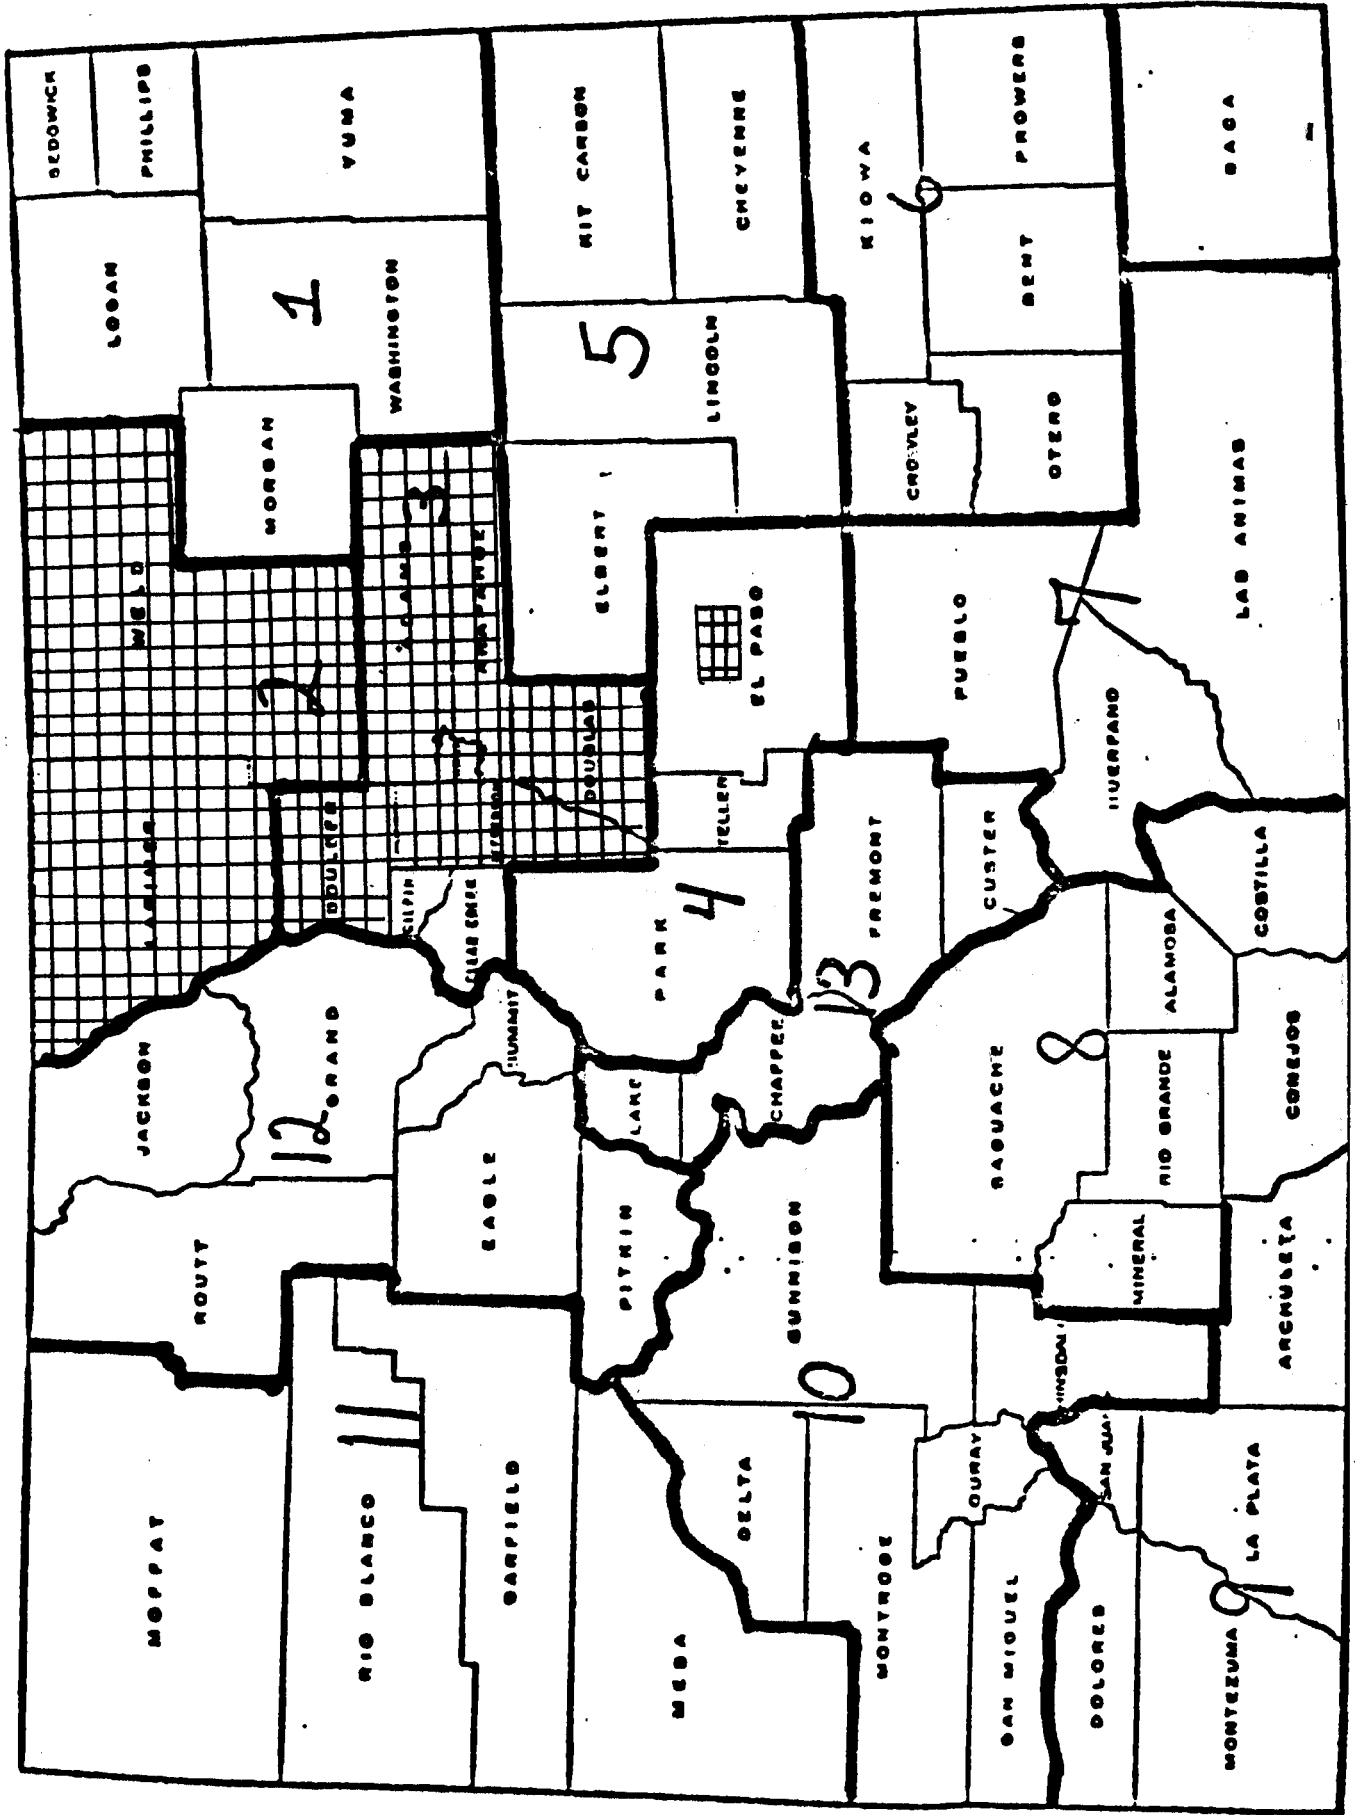 MOFFAT
ROUTT
JACKSON
LARIMER
WELD
LOGAN
SEDGWICK
PHILLIPS
RIO BLANCO
11
12
GRAND
BOULDER
2
MORGAN
1
WASHINGTON
YUMA
GARFIELD
EAGLE
SUMMIT
GILPIN
CLEAR CREEK
ADAMS
3
ARAPAHOE
DOUGLAS
MESA
PITKIN
LAKE
PARK
4
TELLER
EL PASO
ELBERT
5
LINCOLN
KIT CARSON
CHEYENNE
DELTA
10
GUNNISON
CHAFFEE
13
FREMONT
MONTROSE
OURAY
SAN MIGUEL
HINSDALE
SAGUACHE
8
CUSTER
PUEBLO
7
CROWLEY
KIOWA
6
OTERO
BENT
PROWERS
DOLORES
SAN JUAN
MINERAL
RIO GRANDE
ALAMOSA
HUERFANO
MONTEZUMA
9
LA PLATA
ARCHULETA
CONEJOS
COSTILLA
LAS ANIMAS
BACA